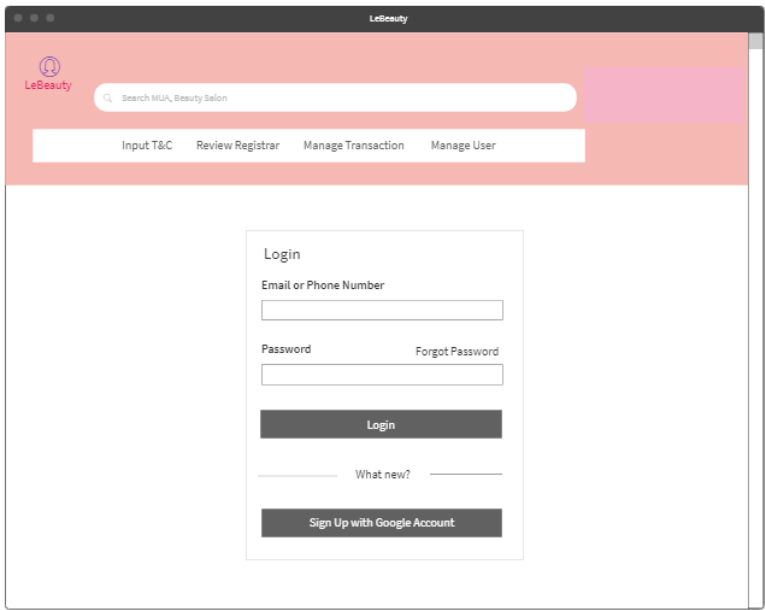 LeBeauty
LeBeauty
Search MUA, Beauty Salon
Input T&C Review Registrar Manage Transaction Manage User
Login
Email or Phone Number
Password Forgot Password
Login
What new?
Sign Up with Google Account